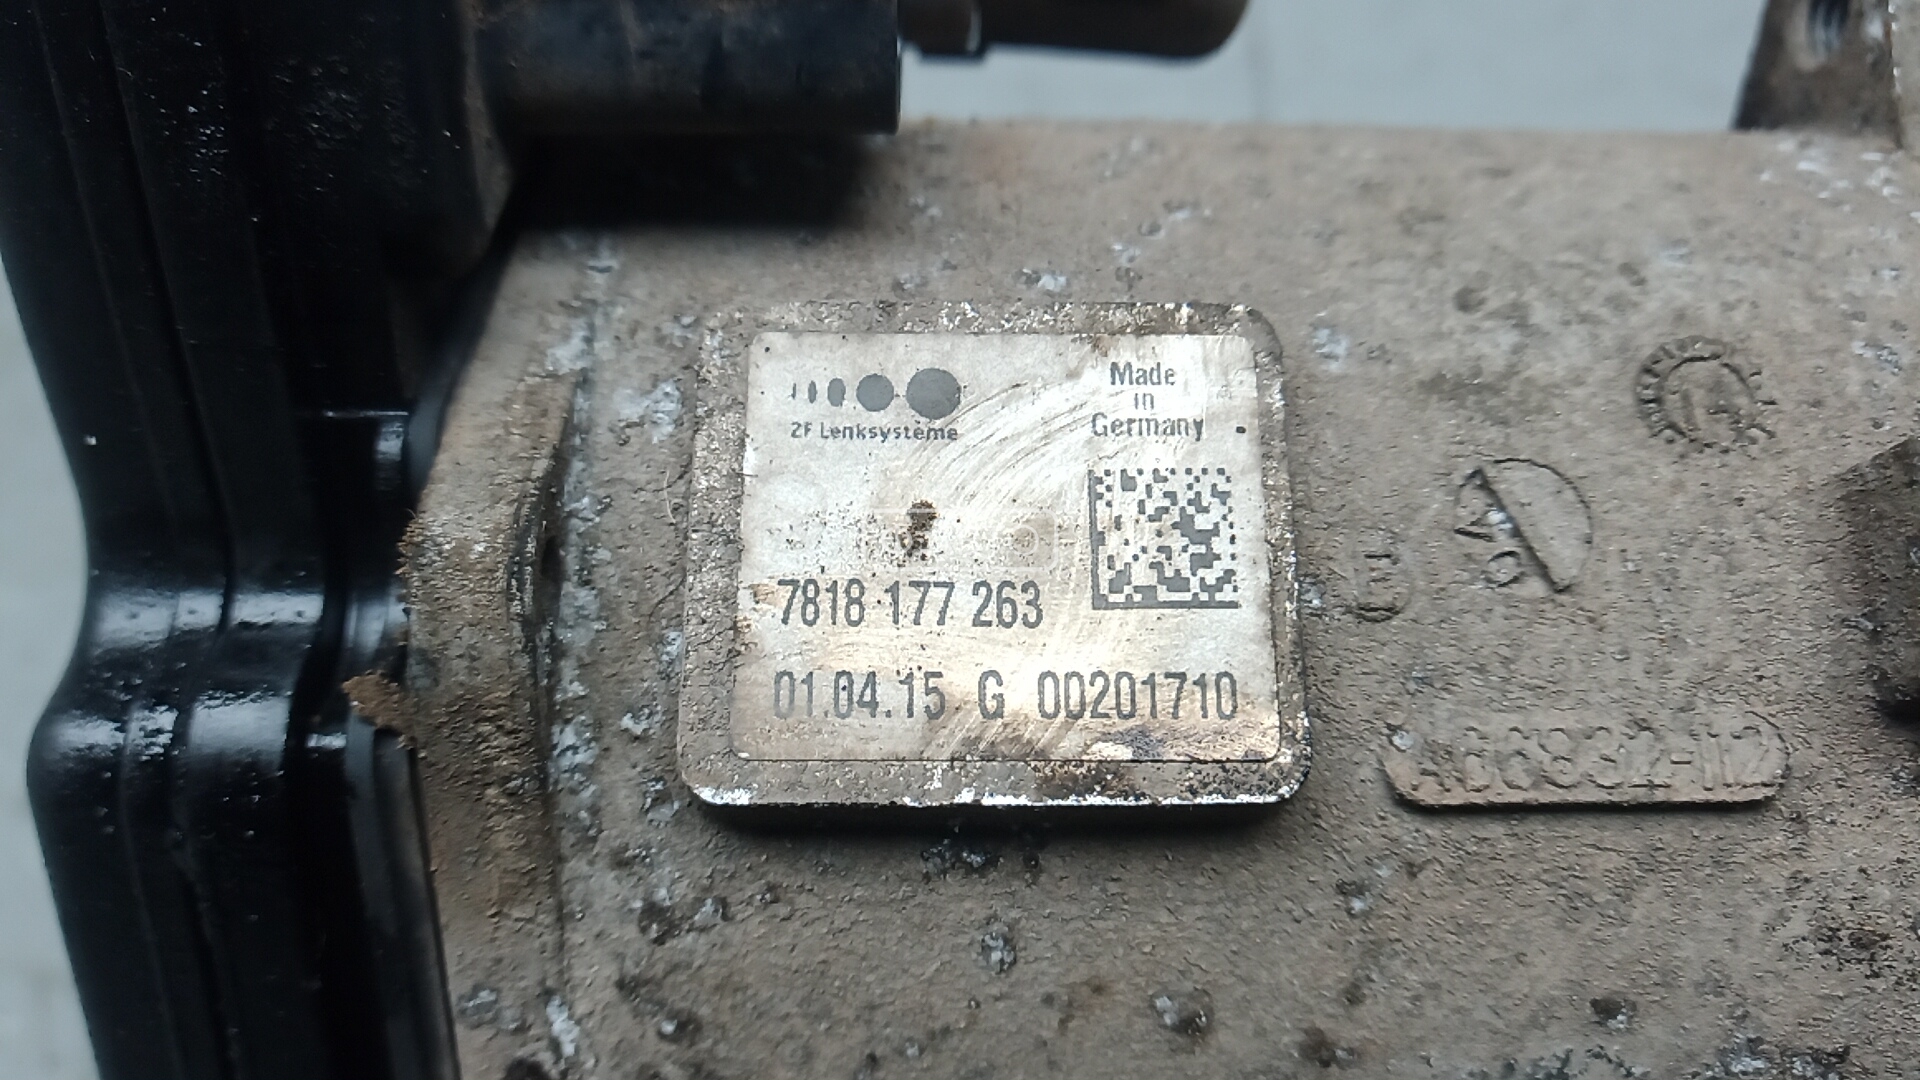 ZF Lenksysteme
Made
in
Germany
7818 177 263
01.04.15 G 00201710
B